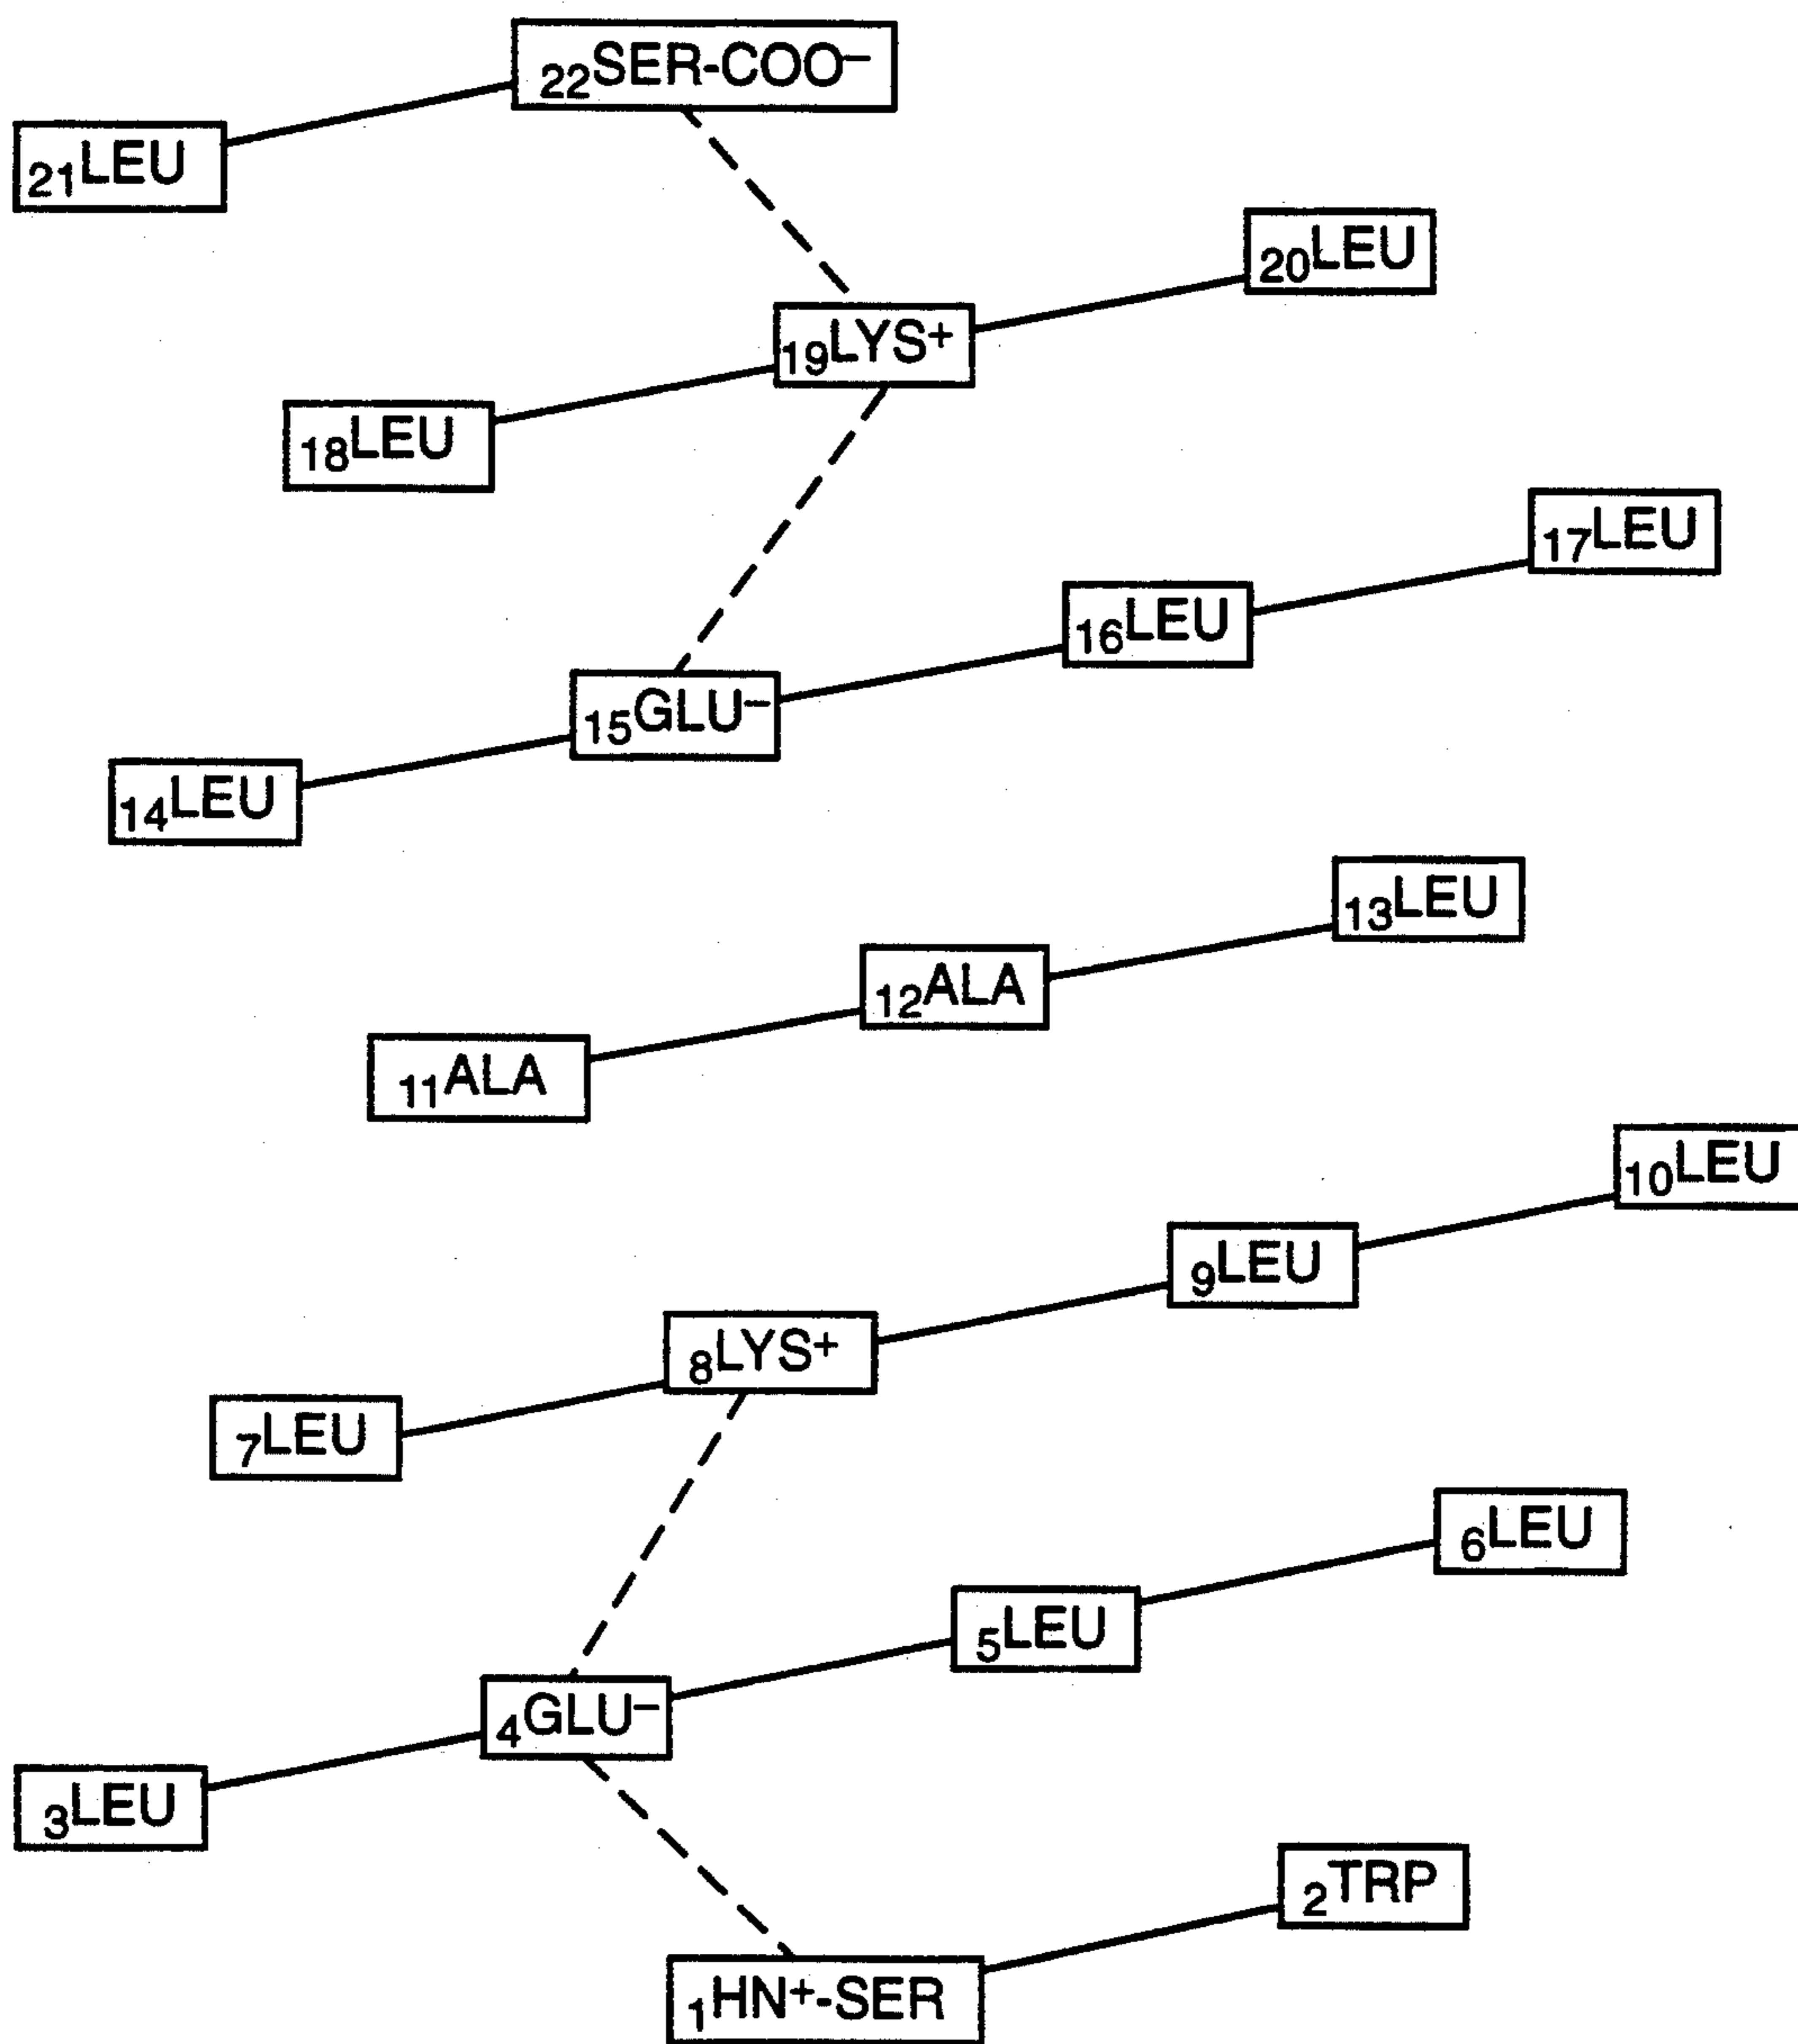 22SER-COO−
21LEU
20LEU
19LYS+
18LEU
17LEU
16LEU
15GLU−
14LEU
13LEU
12ALA
11ALA
10LEU
9LEU
8LYS+
7LEU
6LEU
5LEU
4GLU−
3LEU
2TRP
1HN+-SER